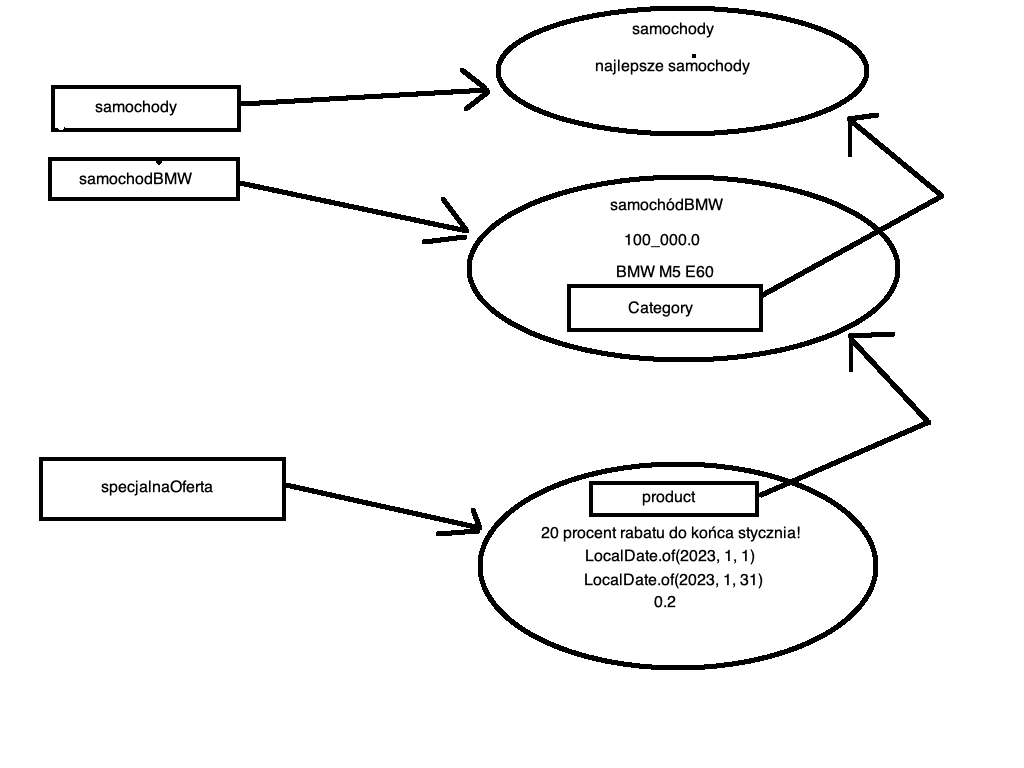 samochody
najlepsze samochody
samochody
samochodBMW
samochódBMW
100_000.0
BMW M5 E60
Category
specjalnaOferta
product
20 procent rabatu do końca stycznia!
LocalDate.of(2023, 1, 1)
LocalDate.of(2023, 1, 31)
0.2